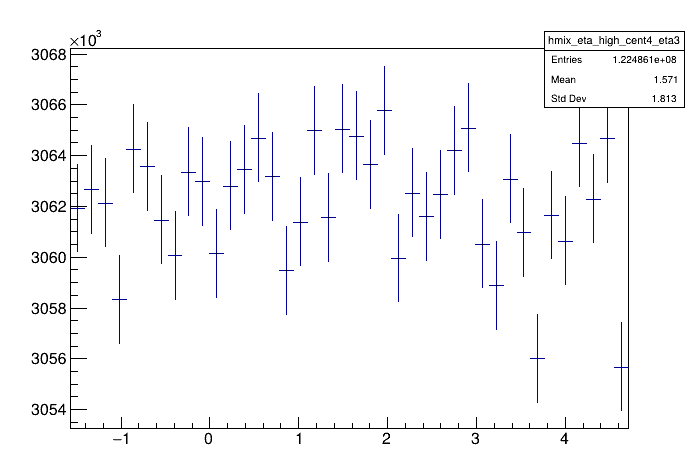 ×10³
3068
3066
3064
3062
3060
3058
3056
3054
−1 0 1 2 3 4
hmix_eta_high_cent4_eta3
Entries 1.224861e+08
Mean 1.571
Std Dev 1.813